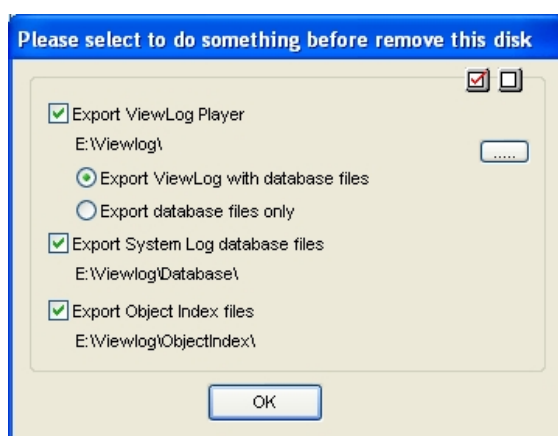 Please select to do something before remove this disk
Export ViewLog Player
E:\Viewlog\
.....
Export ViewLog with database files
Export database files only
Export System Log database files
E:\Viewlog\Database\
Export Object Index files
E:\Viewlog\ObjectIndex\
OK